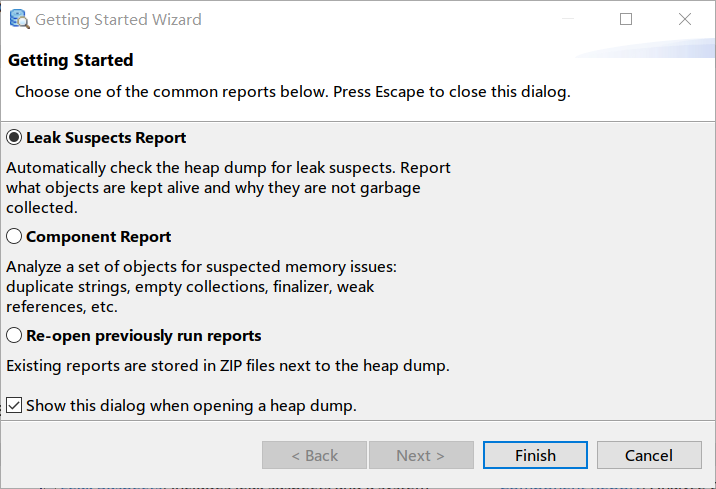 Getting Started Wizard
Getting Started
Choose one of the common reports below. Press Escape to close this dialog.
Leak Suspects Report
Automatically check the heap dump for leak suspects. Report
what objects are kept alive and why they are not garbage
collected.
Component Report
Analyze a set of objects for suspected memory issues:
duplicate strings, empty collections, finalizer, weak
references, etc.
Re-open previously run reports
Existing reports are stored in ZIP files next to the heap dump.
Show this dialog when opening a heap dump.
< Back
Next >
Finish
Cancel